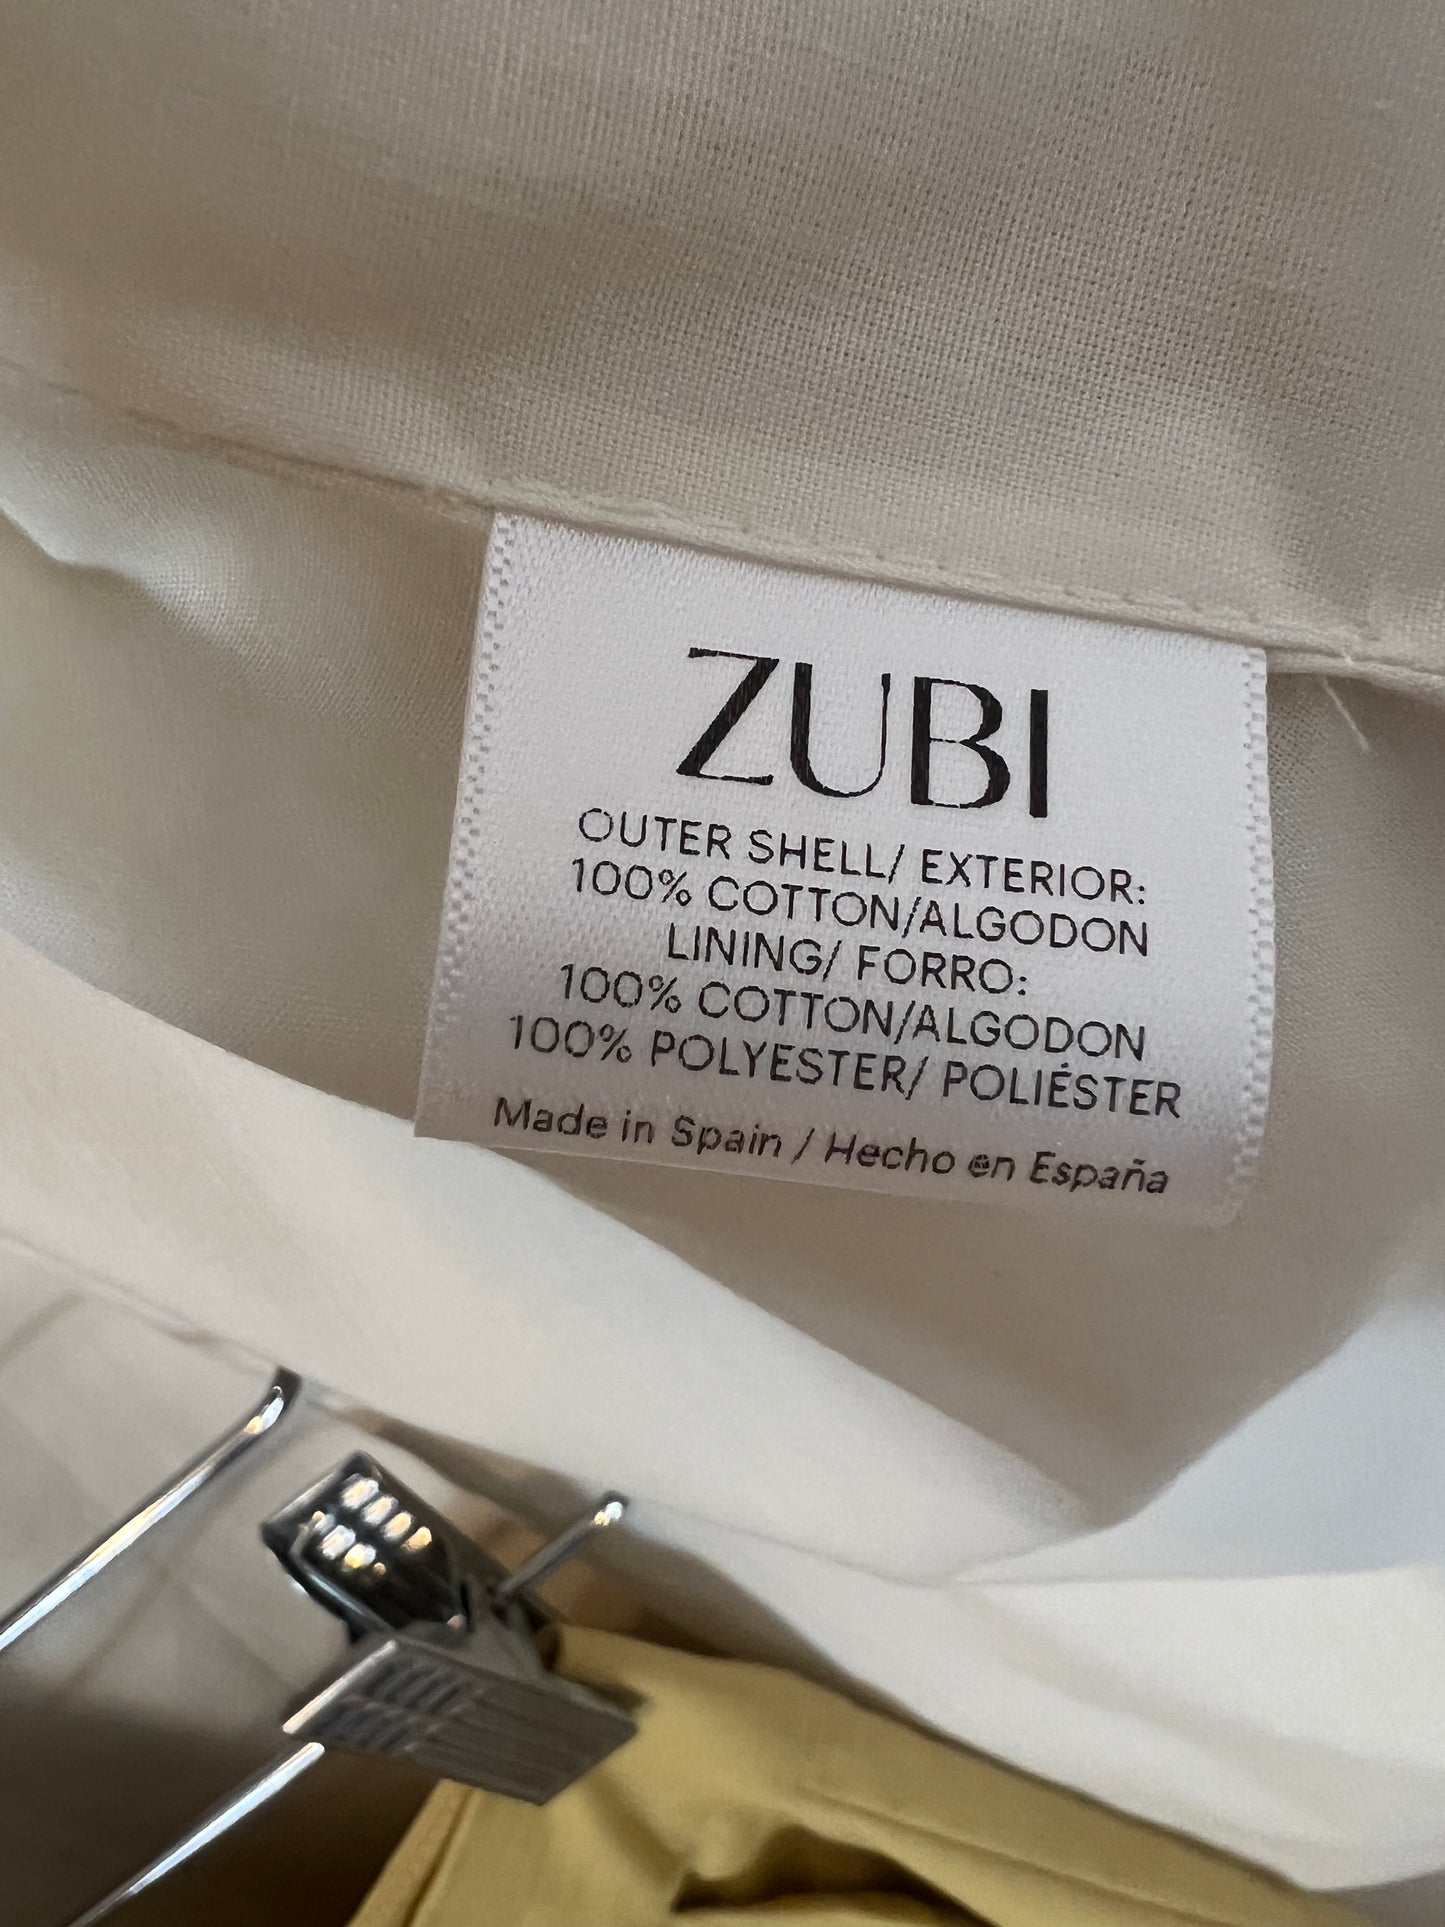 ZUBI
OUTER SHELL/ EXTERIOR:
100% COTTON/ALGODON
LINING/ FORRO:
100% COTTON/ALGODON
100% POLYESTER/ POLIÉSTER
Made in Spain / Hecho en España